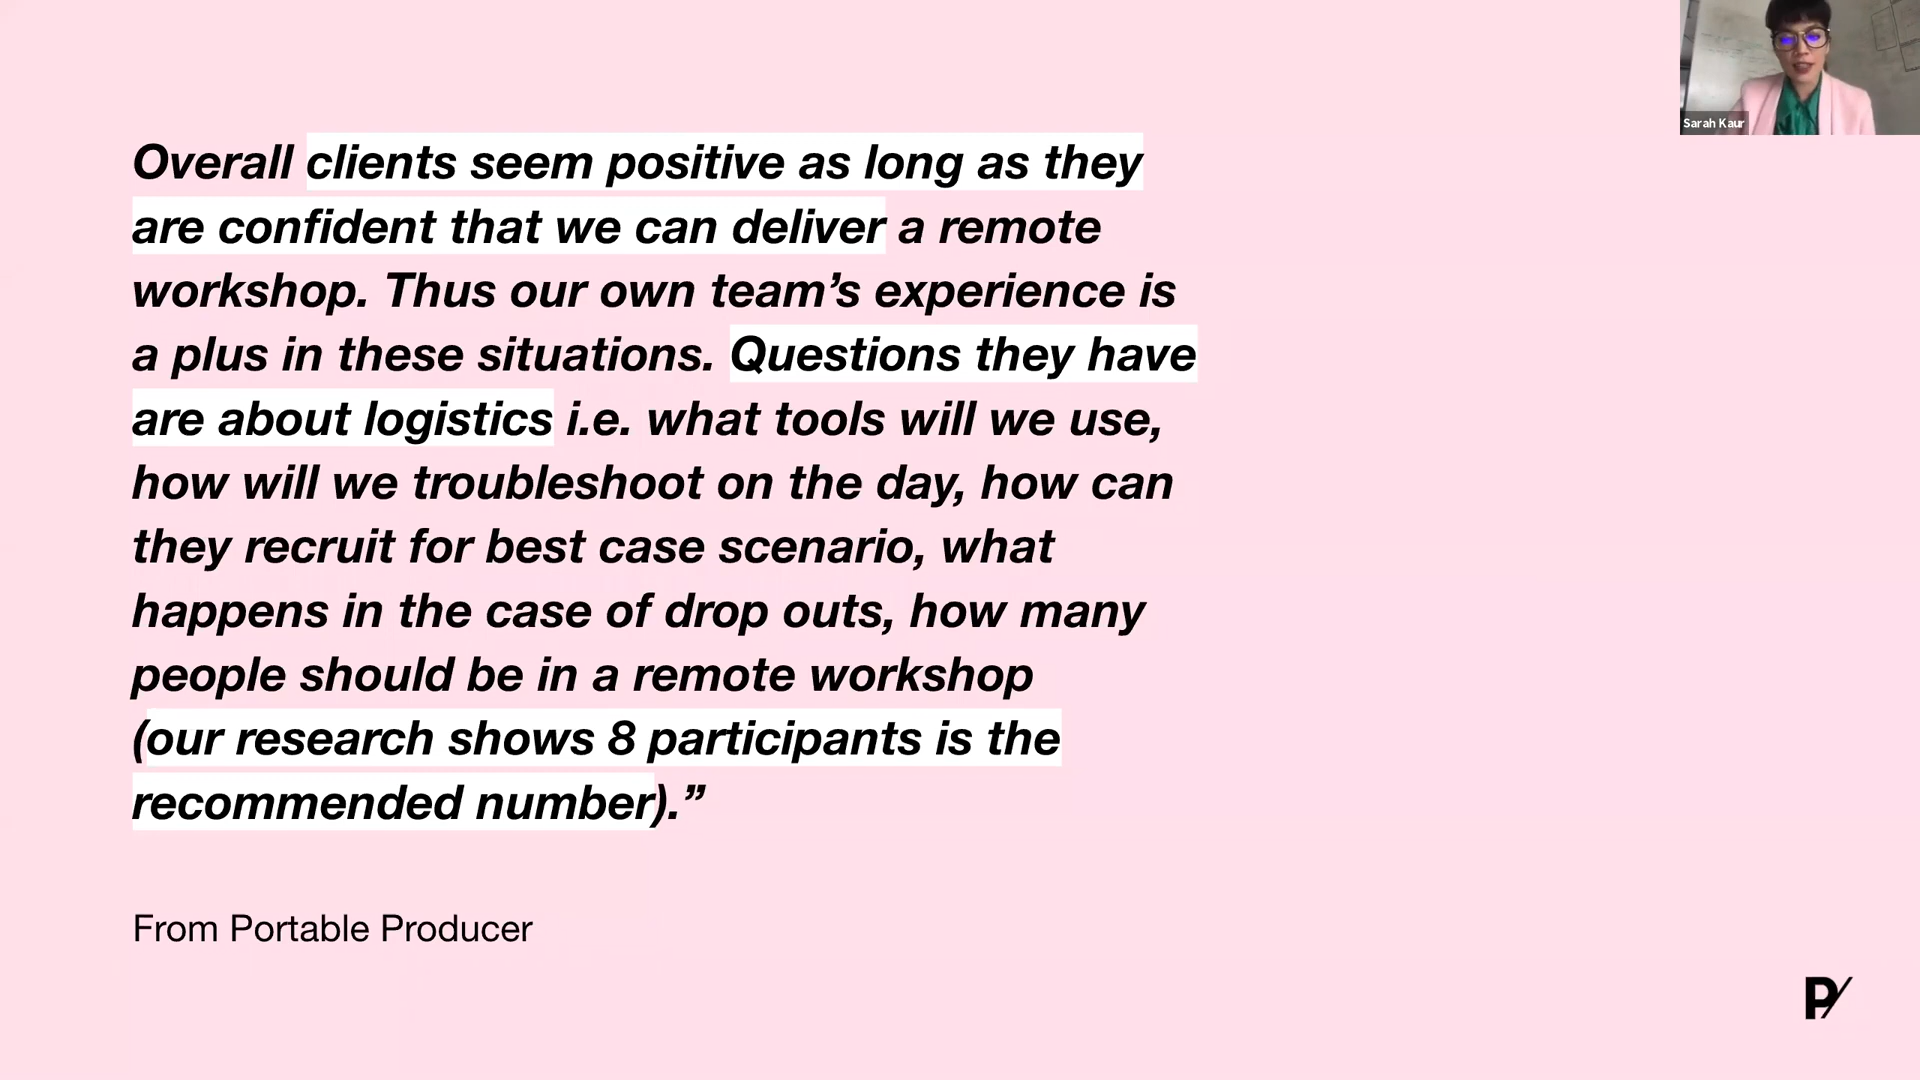 Sarah Kaur
Overall clients seem positive as long as they
are confident that we can deliver a remote
workshop. Thus our own team’s experience is
a plus in these situations. Questions they have
are about logistics i.e. what tools will we use,
how will we troubleshoot on the day, how can
they recruit for best case scenario, what
happens in the case of drop outs, how many
people should be in a remote workshop
(our research shows 8 participants is the
recommended number).”
From Portable Producer
P/